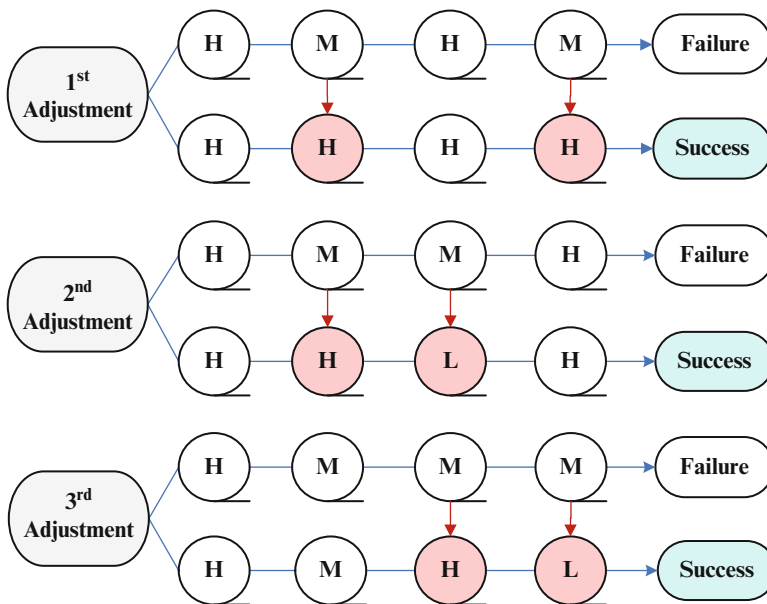 H M H M Failure
1st
Adjustment
H H H H Success
H M M H Failure
2nd
Adjustment
H H L H Success
H M M M Failure
3rd
Adjustment
H M H L Success